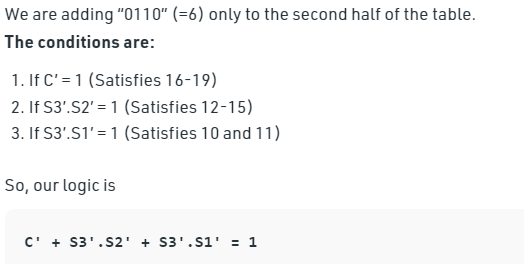 We are adding “0110” (=6) only to the second half of the table.
The conditions are:
1. If C′ = 1 (Satisfies 16-19)
2. If S3′.S2′ = 1 (Satisfies 12-15)
3. If S3′.S1′ = 1 (Satisfies 10 and 11)
So, our logic is
C' + S3'.S2' + S3'.S1' = 1